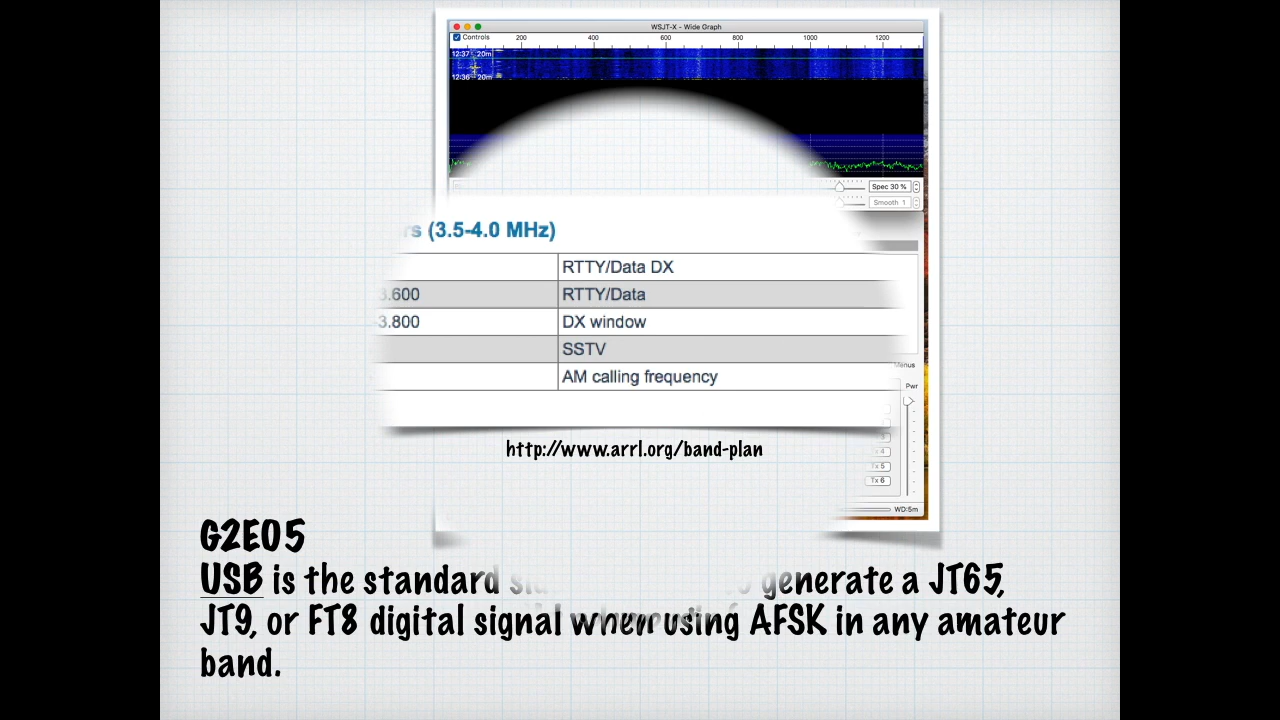 WSJT-X - Wide Graph
Controls 200 400 600 800 1000 1200
12:37 20m
12:36 20m
Spec 30 %
Smooth 1
rs (3.5-4.0 MHz)
RTTY/Data DX
3.600 RTTY/Data
-3.800 DX window
SSTV
AM calling frequency
Menus
Pwr
Tx 4
Tx 5
Tx 6
WD:5m
http://www.arrl.org/band-plan
G2E05
USB is the standard generate a JT65,
JT9, or FT8 digital signal when using AFSK in any amateur
band.